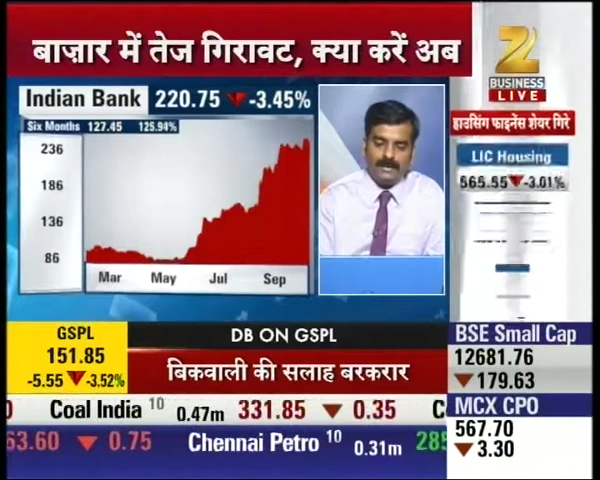 बाज़ार में तेज गिरावट, क्या करें अब
Z
BUSINESS
LIVE
Indian Bank 220.75 -3.45%
Six Months 127.45 125.94%
236
186
136
86
Mar May Jul Sep
हाउसिंग फाइनेंस शेयर गिरे
LIC Housing
565.55 -3.01%
GSPL
151.85
-5.55 -3.52%
DB ON GSPL
बिकवाली की सलाह बरकरार
BSE Small Cap
12681.76
179.63
MCX CPO
567.70
3.30
0 Coal India 10 0.47m 331.85 0.35 C
63.60 0.75 Chennai Petro 10 0.31m 285